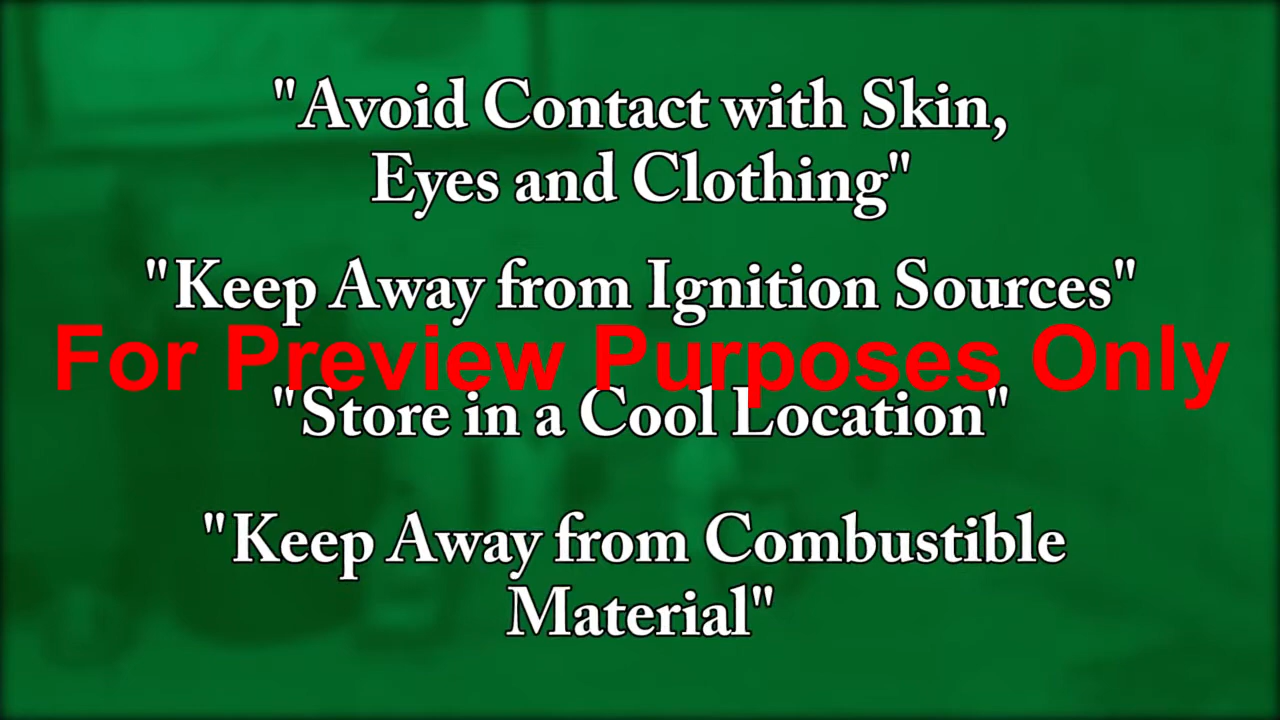 "Avoid Contact with Skin,
Eyes and Clothing"
"Keep Away from Ignition Sources"
For Preview Purposes Only
"Store in a Cool Location"
"Keep Away from Combustible
Material"